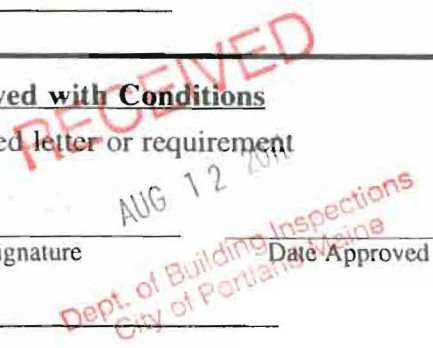 ved with Conditions
RECEIVED
ed letter or requirement
AUG 12
ignature
Date Approved
Dept. of Building Inspections
City of Portland Maine